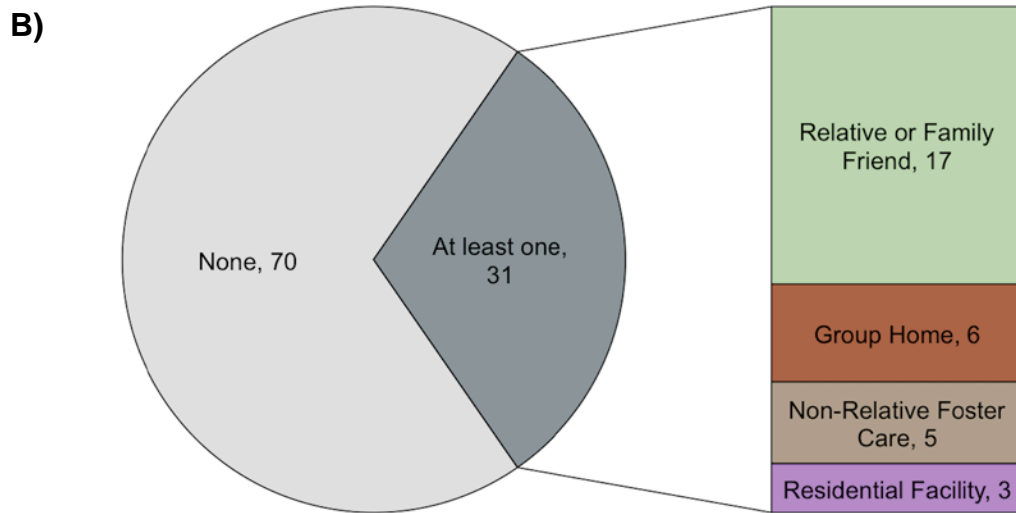 B)
None, 70
At least one,
31
Relative or Family
Friend, 17
Group Home, 6
Non-Relative Foster
Care, 5
Residential Facility, 3